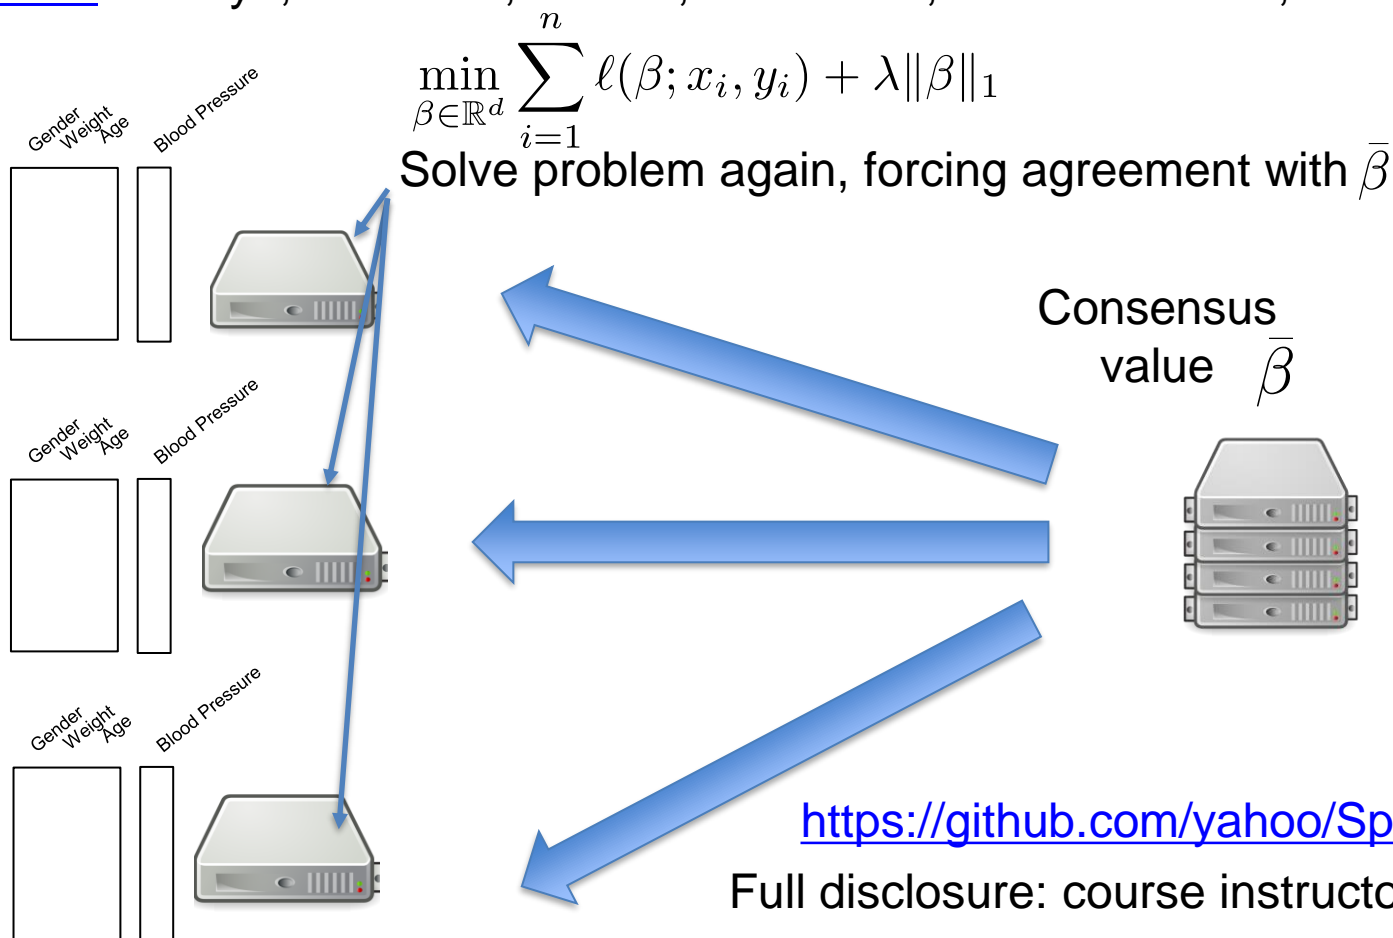 min_{β∈ℝ^d} ∑_{i=1}^{n} ℓ(β; x_i, y_i) + λ‖β‖_1
Solve problem again, forcing agreement with β̄
Gender
Weight
Age
Blood Pressure
Consensus
value β̄
Gender
Weight
Age
Blood Pressure
Gender
Weight
Age
Blood Pressure
https://github.com/yahoo/Sp
Full disclosure: course instructo